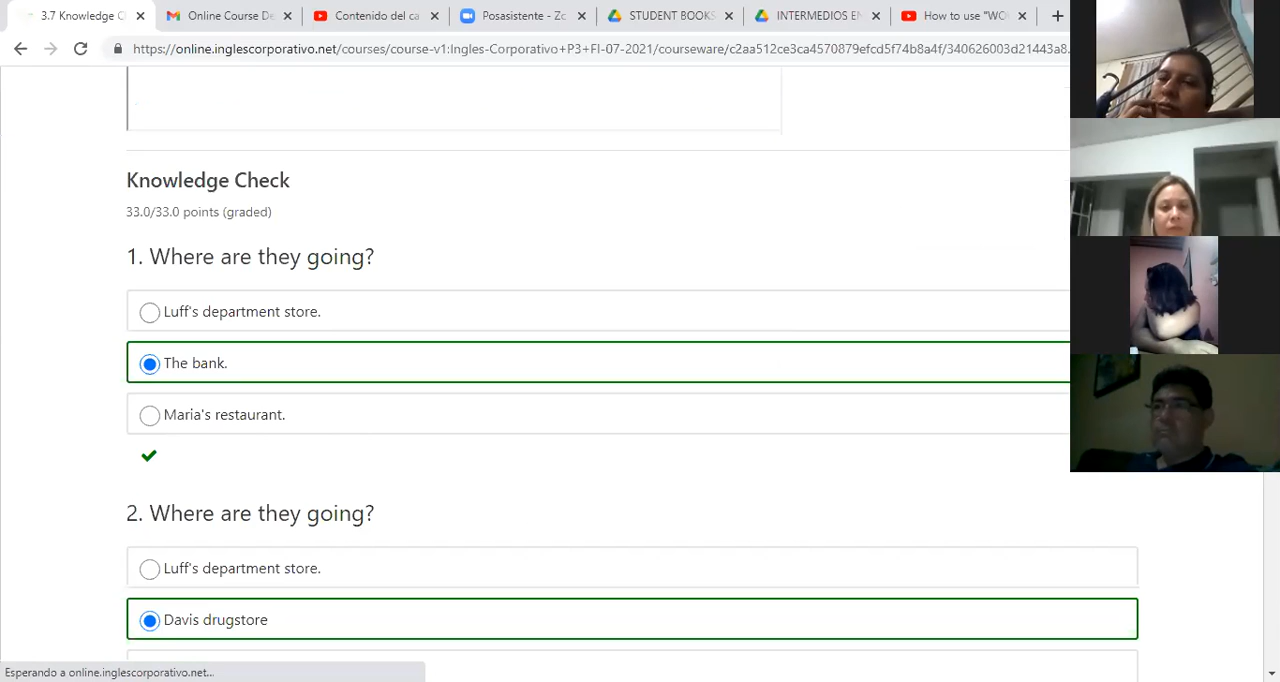 3.7 Knowledge C
Online Course De
Contenido del ca
Posasistente - Zo
STUDENT BOOKS
INTERMEDIOS EN
How to use "WO
https://online.inglescorporativo.net/courses/course-v1:Ingles-Corporativo+P3+FI-07-2021/courseware/c2aa512ce3ca4570879efcd5f74b8a4f/340626003d21443a8.
Knowledge Check
33.0/33.0 points (graded)
1. Where are they going?
Luff's department store.
The bank.
Maria's restaurant.
2. Where are they going?
Luff's department store.
Davis drugstore
Esperando a online.inglescorporativo.net...